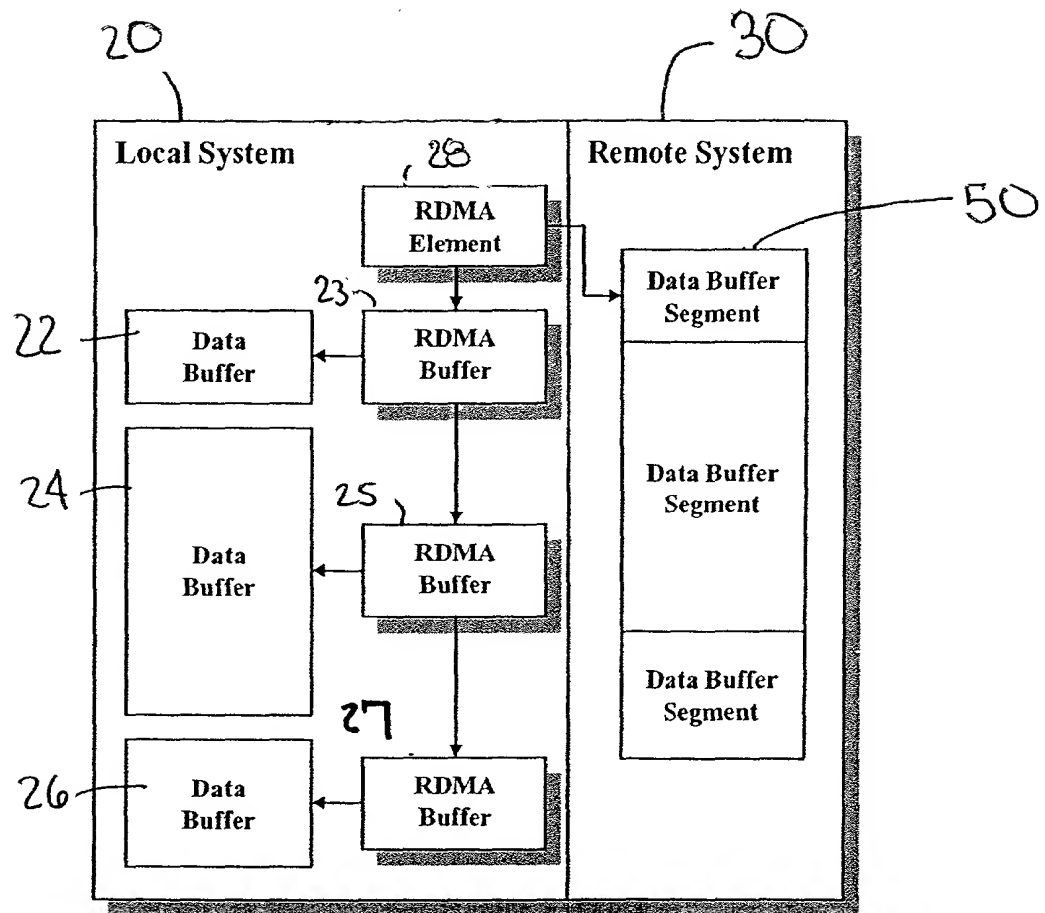 20
30
Local System
Remote System
28
RDMA
Element
50
Data Buffer
Segment
23
22
Data
Buffer
RDMA
Buffer
24
Data
Buffer
25
RDMA
Buffer
Data Buffer
Segment
27
26
Data
Buffer
RDMA
Buffer
Data Buffer
Segment